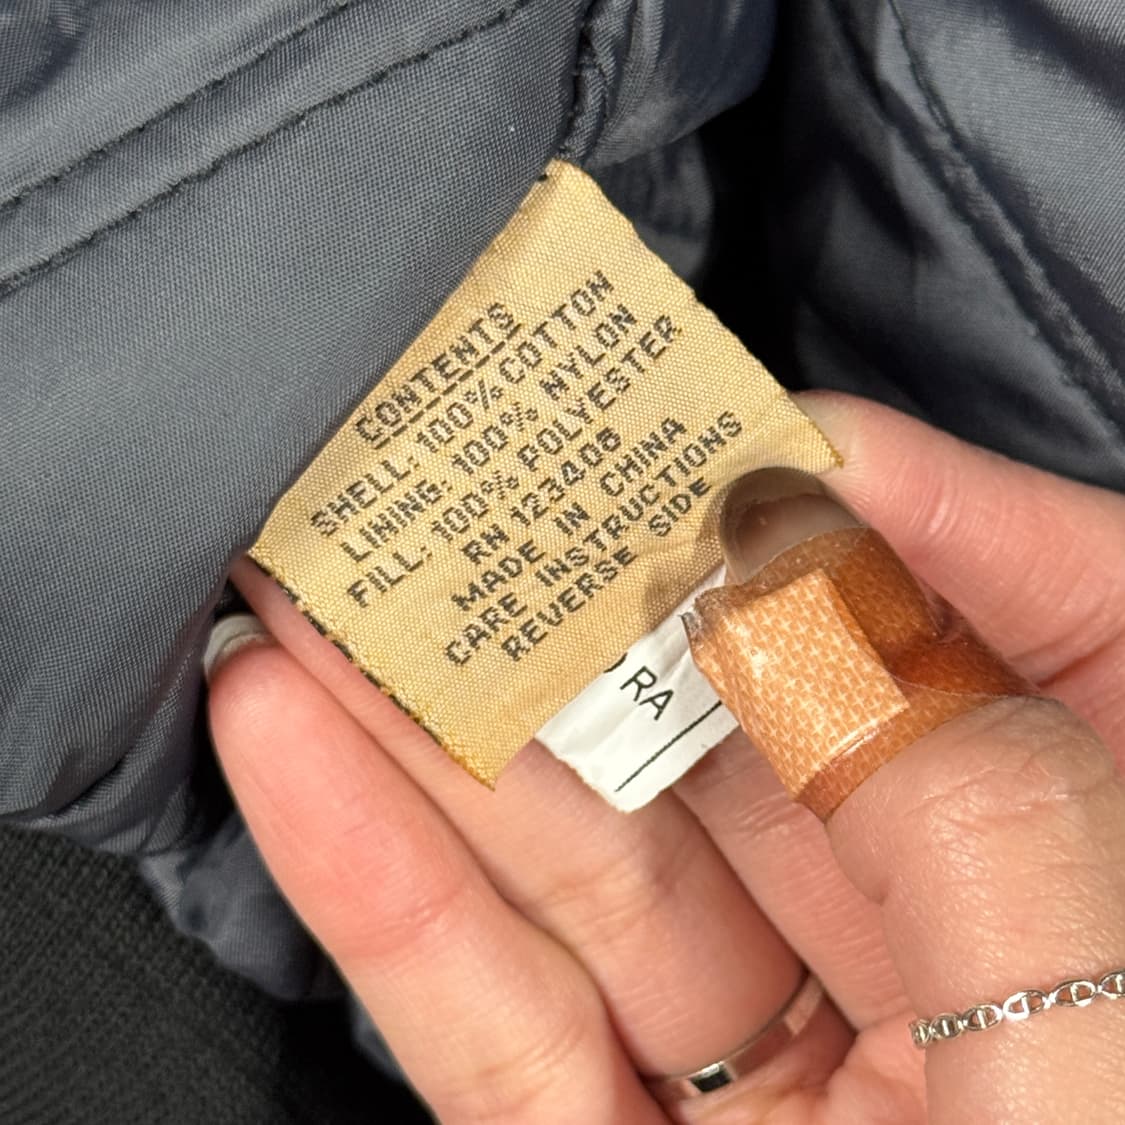 CONTENTS
SHELL: 100% COTTON
LINING: 100% NYLON
FILL: 100% POLYESTER
RN 123408
MADE IN CHINA
CARE INSTRUCTIONS
REVERSE SIDE
RA